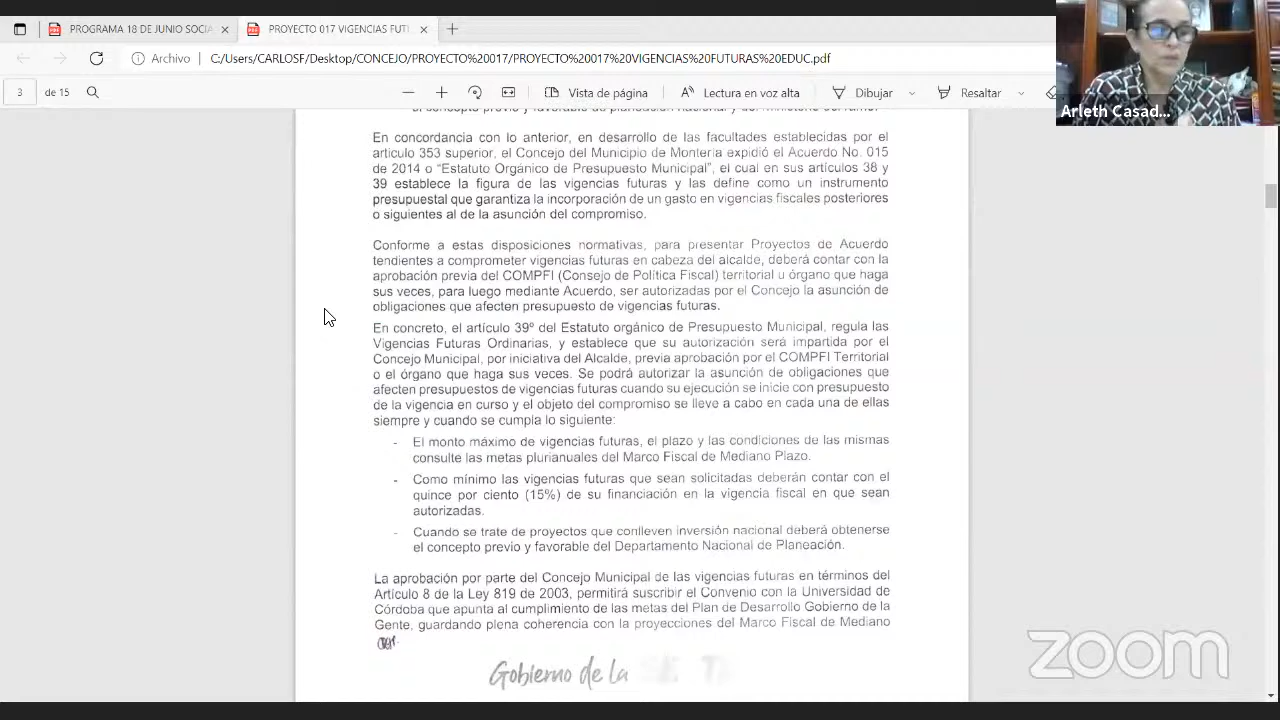 PROGRAMA 18 DE JUNIO SOCIA
PROYECTO 017 VIGENCIAS FUTU
Archivo
C:/Users/CARLOSF/Desktop/CONCEJO/PROYECTO%20017/PROYECTO%20017%20VIGENCIAS%20FUTURAS%20EDUC.pdf
3 de 15
Vista de página
Lectura en voz alta
Dibujar
Resaltar
Arleth Casad...
En concordancia con lo anterior, en desarrollo de las facultades establecidas por el
artículo 353 superior, el Concejo del Municipio de Montería expidió el Acuerdo No. 015
de 2014 o “Estatuto Orgánico de Presupuesto Municipal”, el cual en sus artículos 38 y
39 establece la figura de las vigencias futuras y las define como un instrumento
presupuestal que garantiza la incorporación de un gasto en vigencias fiscales posteriores
o siguientes al de la asunción del compromiso.
Conforme a estas disposiciones normativas, para presentar Proyectos de Acuerdo
tendientes a comprometer vigencias futuras en cabeza del alcalde, deberá contar con la
aprobación previa del COMPFI (Consejo de Política Fiscal) territorial u órgano que haga
sus veces, para luego mediante Acuerdo, ser autorizadas por el Concejo la asunción de
obligaciones que afecten presupuesto de vigencias futuras.
En concreto, el artículo 39º del Estatuto orgánico de Presupuesto Municipal, regula las
Vigencias Futuras Ordinarias, y establece que su autorización será impartida por el
Concejo Municipal, por iniciativa del Alcalde, previa aprobación por el COMPFI Territorial
o el órgano que haga sus veces. Se podrá autorizar la asunción de obligaciones que
afecten presupuestos de vigencias futuras cuando su ejecución se inicie con presupuesto
de la vigencia en curso y el objeto del compromiso se lleve a cabo en cada una de ellas
siempre y cuando se cumpla lo siguiente:
- El monto máximo de vigencias futuras, el plazo y las condiciones de las mismas
consulte las metas plurianuales del Marco Fiscal de Mediano Plazo.
- Como mínimo las vigencias futuras que sean solicitadas deberán contar con el
quince por ciento (15%) de su financiación en la vigencia fiscal en que sean
autorizadas.
- Cuando se trate de proyectos que conlleven inversión nacional deberá obtenerse
el concepto previo y favorable del Departamento Nacional de Planeación.
La aprobación por parte del Concejo Municipal de las vigencias futuras en términos del
Artículo 8 de la Ley 819 de 2003, permitirá suscribir el Convenio con la Universidad de
Córdoba que apunta al cumplimiento de las metas del Plan de Desarrollo Gobierno de la
Gente, guardando plena coherencia con la proyecciones del Marco Fiscal de Mediano
Gobierno de la
zoom